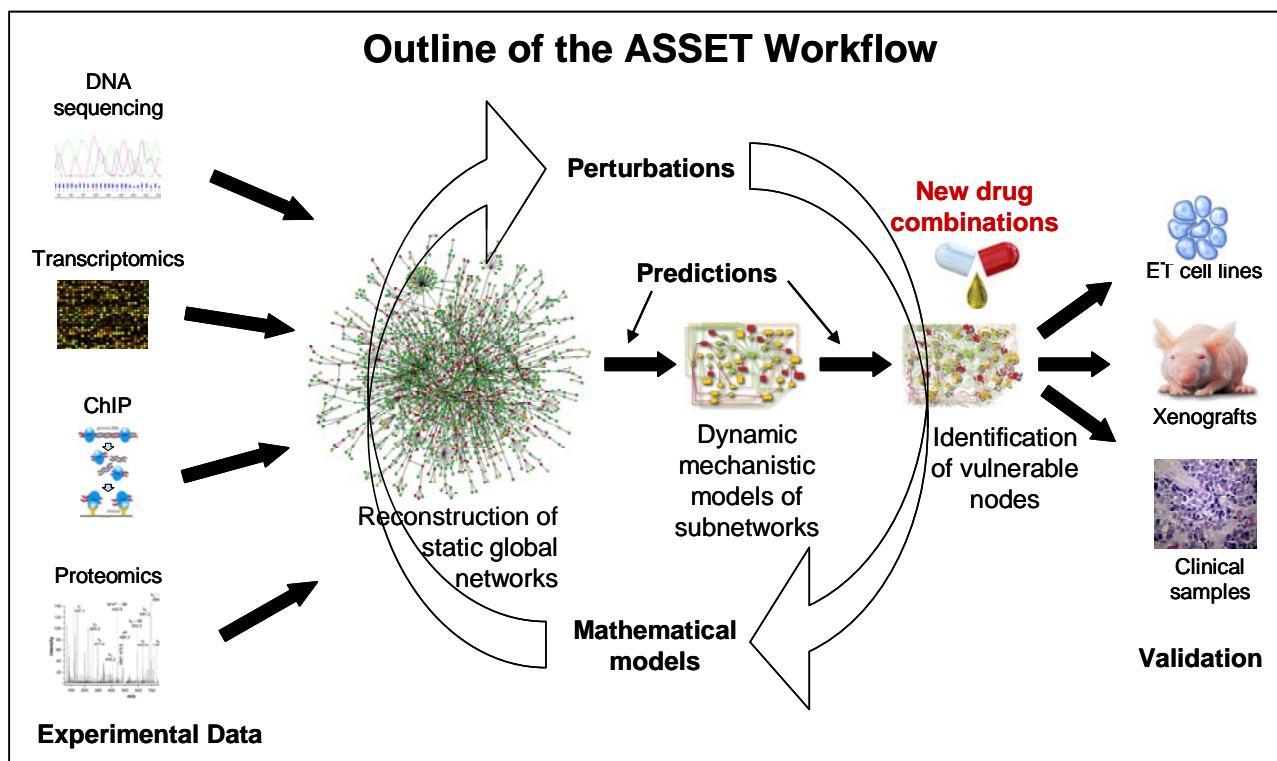 Outline of the ASSET Workflow
DNA
sequencing
Transcriptomics
ChIP
Proteomics
Experimental Data
Perturbations
Predictions
Reconstruction of
static global
networks
Dynamic
mechanistic
models of
subnetworks
New drug
combinations
Identification
of vulnerable
nodes
Mathematical
models
ET cell lines
Xenografts
Clinical
samples
Validation